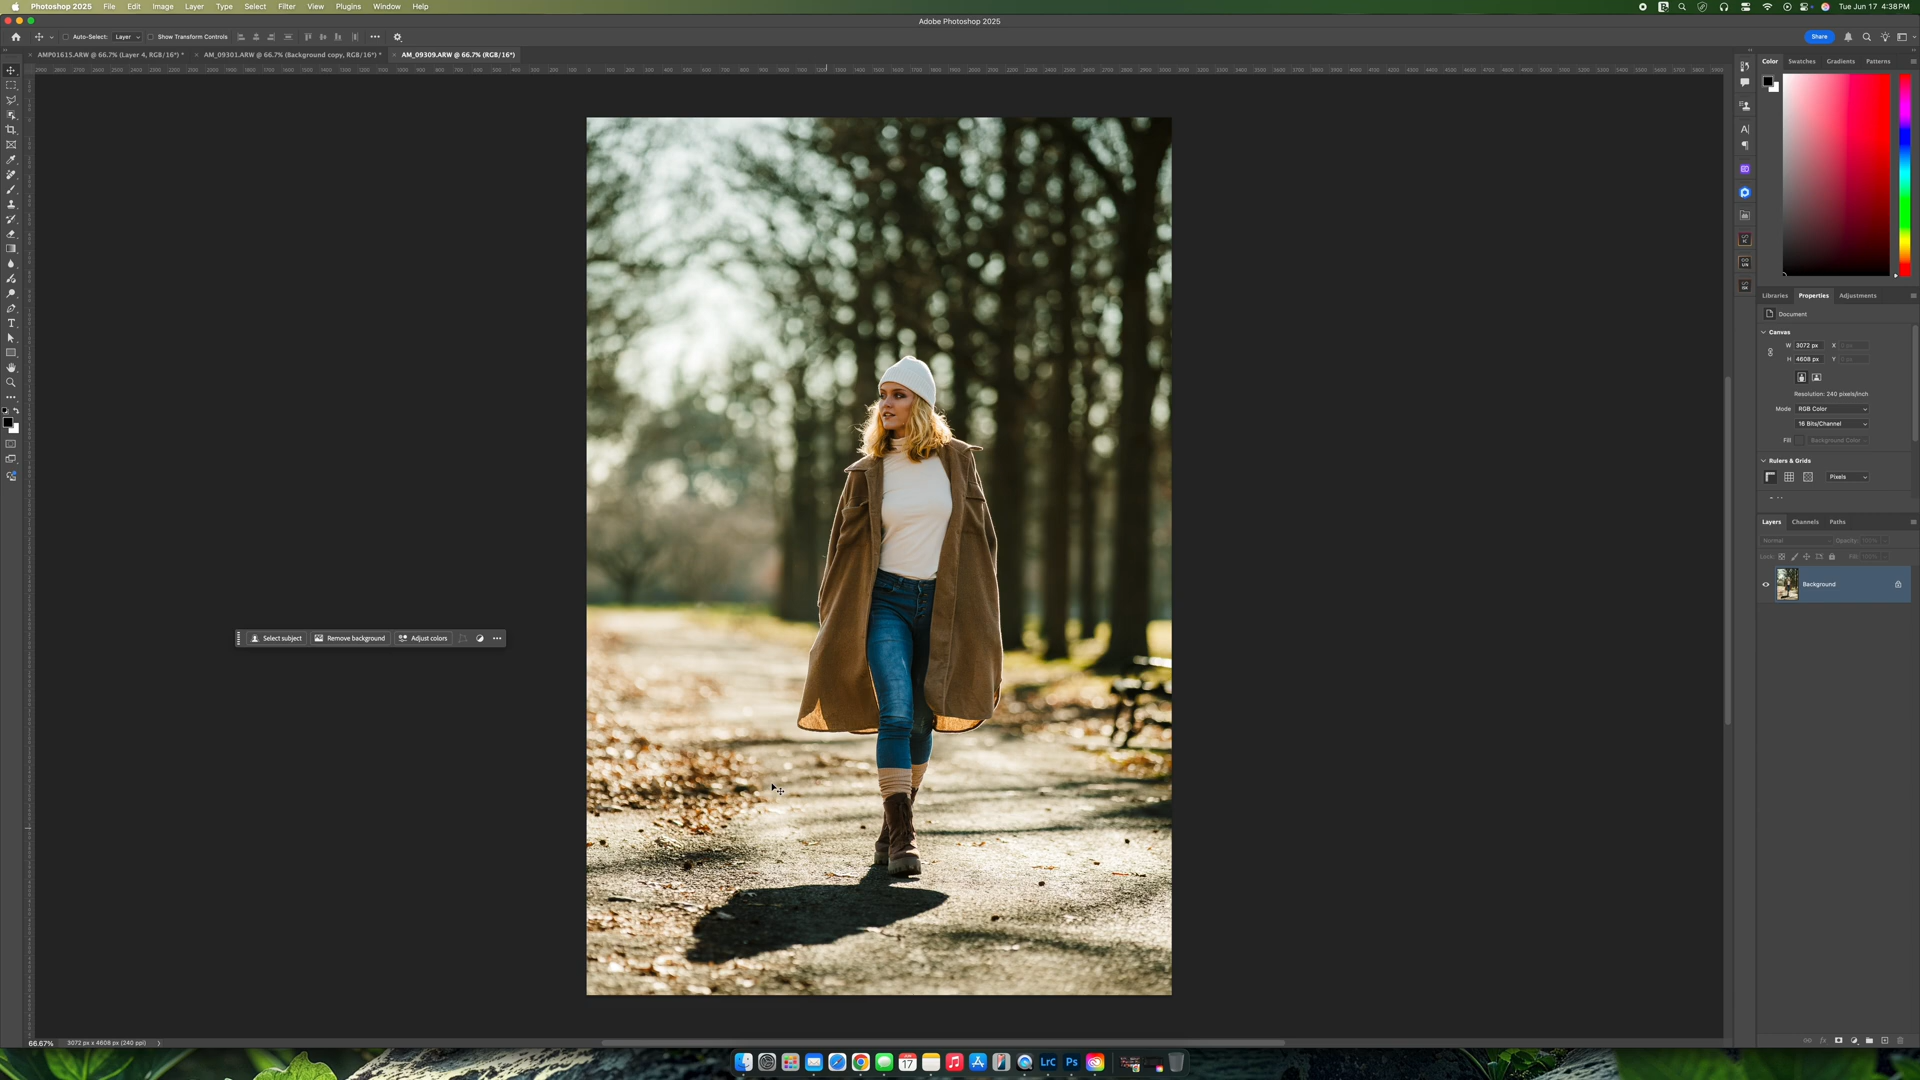 Photoshop 2025 File Edit Image Layer Type Select Filter View Plugins Window Help Tue Jun 17 4:38 PM
Adobe Photoshop 2025
Auto-Select: Layer Show Transform Controls Share
AMP01615.ARW @ 66.7% (Layer 4, RGB/16*) * AM_09301.ARW @ 66.7% (Background copy, RGB/16*) * AM_09309.ARW @ 66.7% (RGB/16*)
Color Swatches Gradients Patterns
Libraries Properties Adjustments
Document
Canvas
W 3072 px X
H 4608 px Y
Resolution: 240 pixels/inch
Mode RGB Color
16 Bits/Channel
Fill Background Color
Rulers & Grids
Pixels
Layers Channels Paths
Normal Opacity: 100%
Lock: Fill: 100%
Background
Select subject Remove background Adjust colors
66.67% 3072 px x 4608 px (240 ppi)
17 LrC Ps